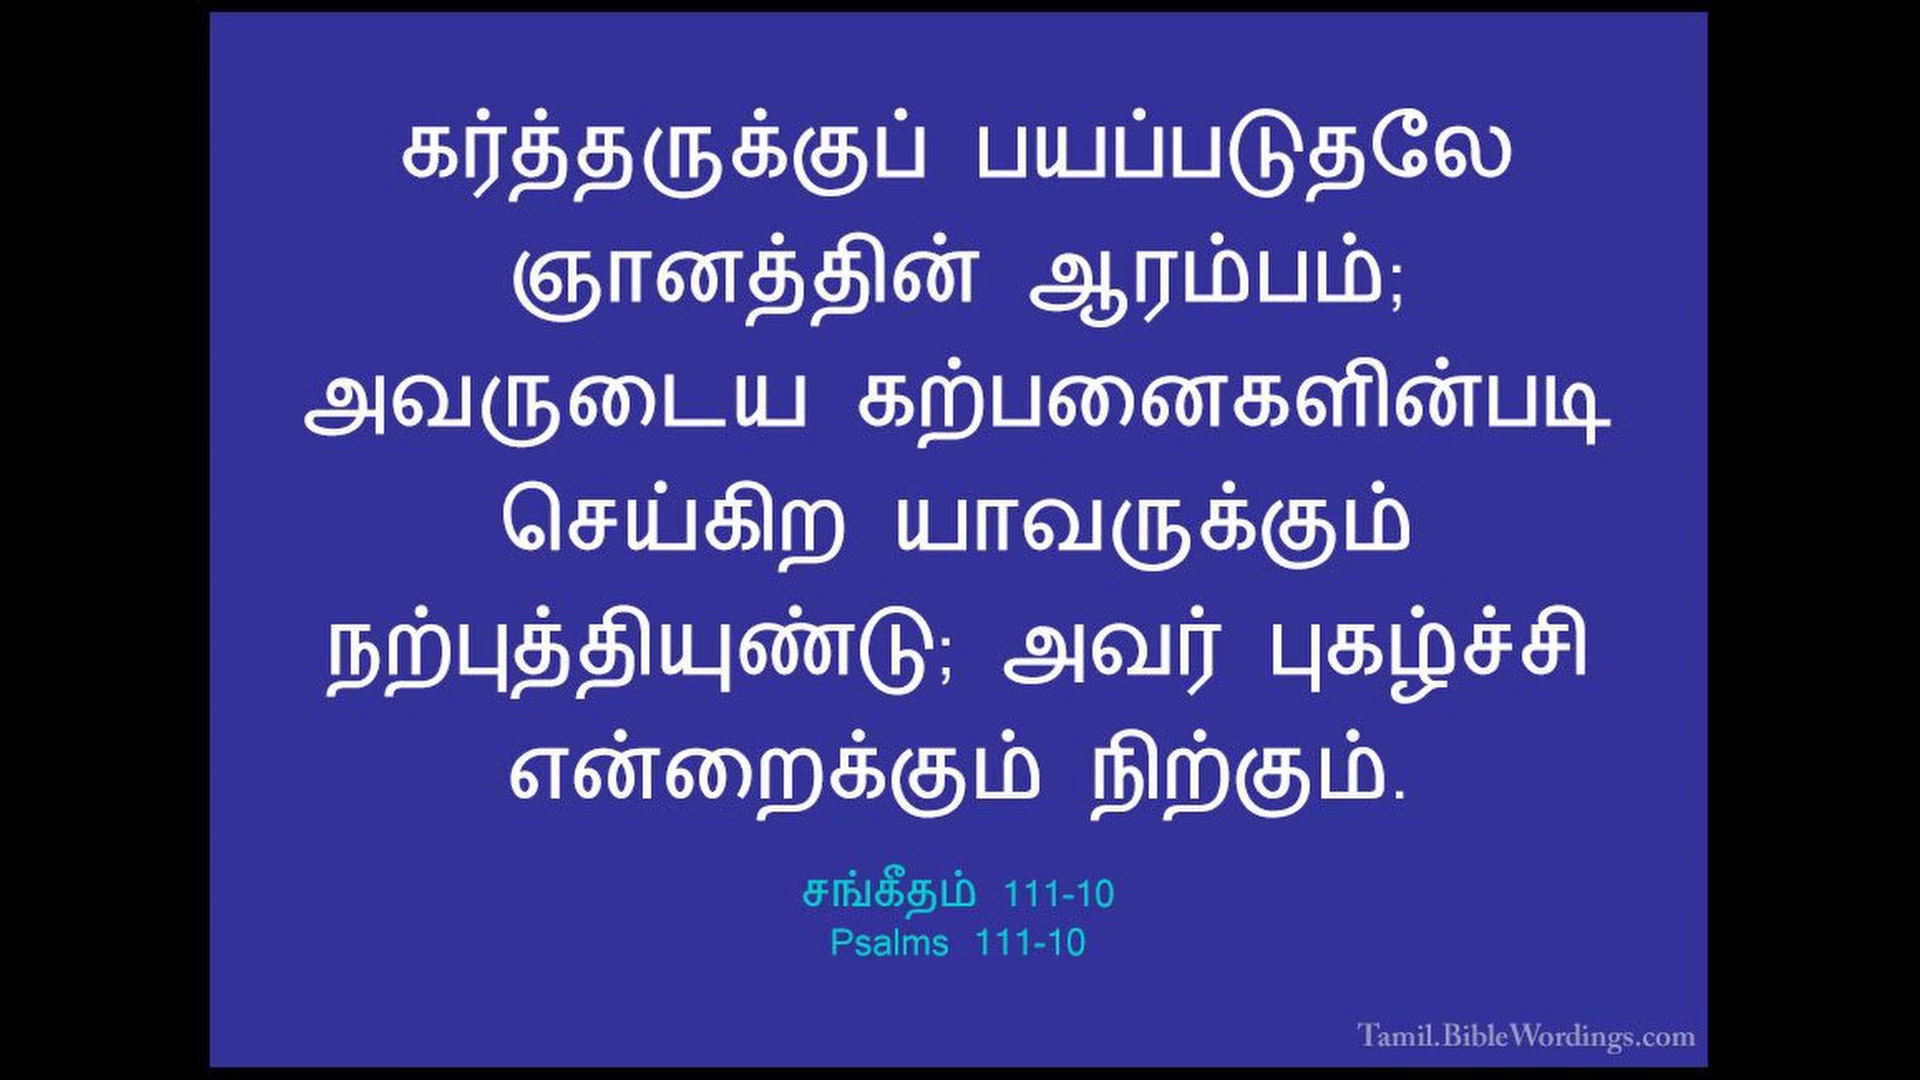 கர்த்தருக்குப் பயப்படுதலே
ஞானத்தின் ஆரம்பம்;
அவருடைய கற்பனைகளின்படி
செய்கிற யாவருக்கும்
நற்புத்தியுண்டு; அவர் புகழ்ச்சி
என்றைக்கும் நிற்கும்.
சங்கீதம் 111-10
Psalms 111-10
Tamil.BibleWordings.com